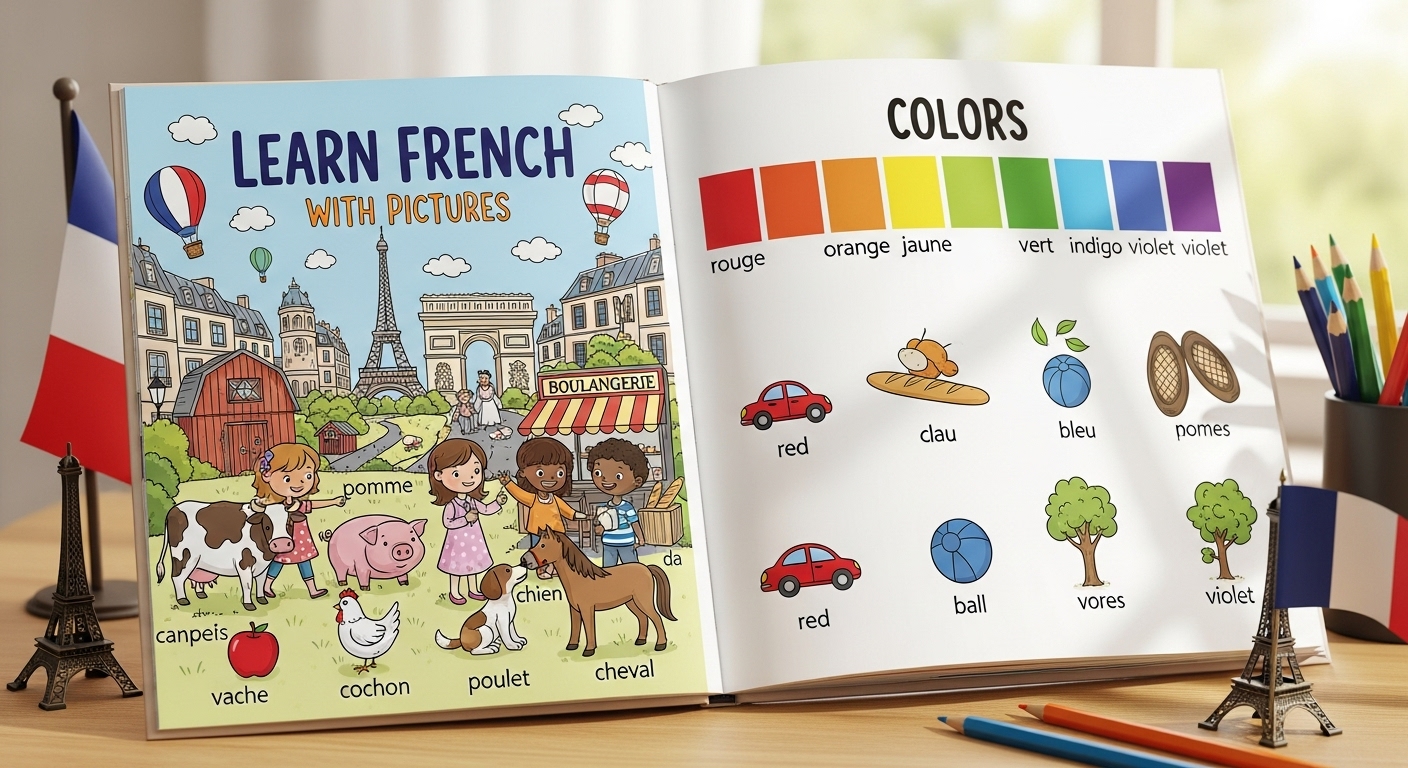 LEARN FRENCH
WITH PICTURES
BOULANGERIE
pomme
da
chien
canpeis
vache
cochon
poulet
cheval
COLORS
rouge
orange jaune
vert indigo violet violet
red
clau
bleu
pomes
red
ball
vores
violet